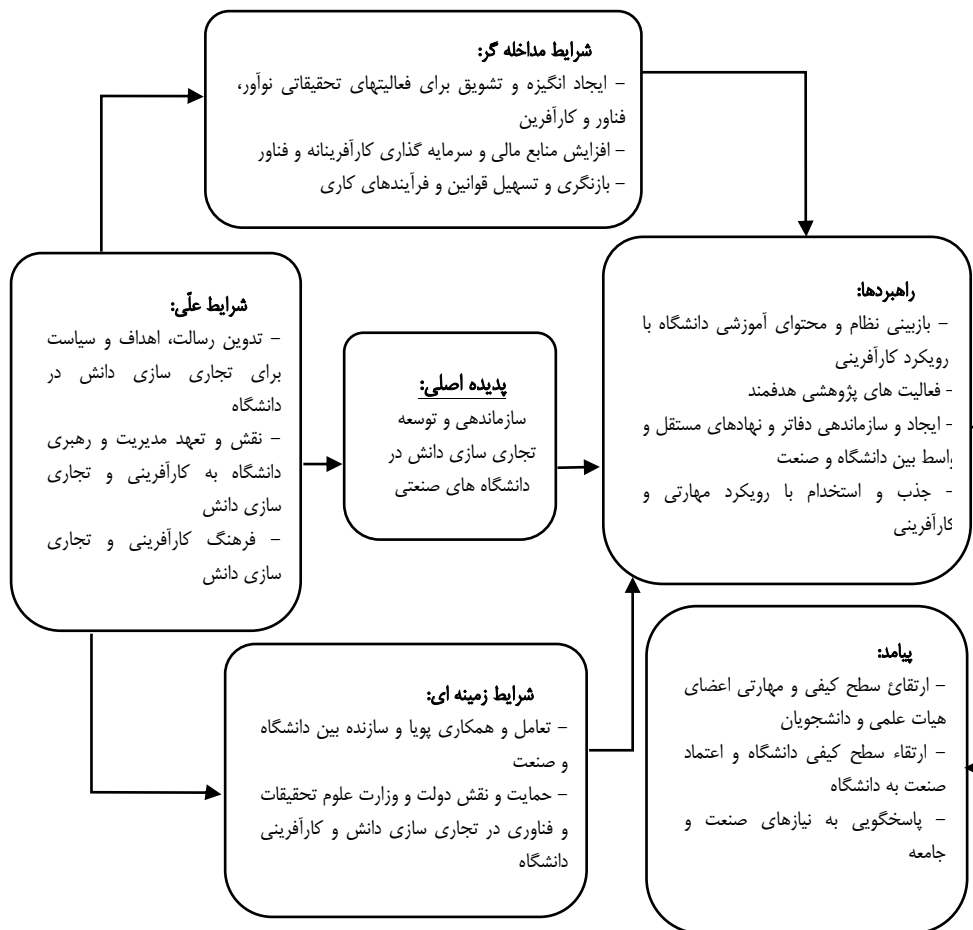 شرایط مداخله گر:
– ایجاد انگیزه و تشویق برای فعالیتهای تحقیقاتی نوآور،
فناور و کارآفرین
– افزایش منابع مالی و سرمایه گذاری کارآفرینانه و فناور
– بازنگری و تسهیل قوانین و فرآیندهای کاری
شرایط علّی:
– تدوین رسالت، اهداف و سیاست
برای تجاری سازی دانش در
دانشگاه
– نقش و تعهد مدیریت و رهبری
دانشگاه به کارآفرینی و تجاری
سازی دانش
– فرهنگ کارآفرینی و تجاری
سازی دانش
پدیده اصلی:
سازماندهی و توسعه
تجاری سازی دانش در
دانشگاه های صنعتی
راهبردها:
– بازبینی نظام و محتوای آموزشی دانشگاه با
رویکرد کارآفرینی
- فعالیت های پژوهشی هدفمند
- ایجاد و سازماندهی دفاتر و نهادهای مستقل و
واسط بین دانشگاه و صنعت
- جذب و استخدام با رویکرد مهارتی و
کارآفرینی
شرایط زمینه ای:
– تعامل و همکاری پویا و سازنده بین دانشگاه
و صنعت
– حمایت و نقش دولت و وزارت علوم تحقیقات
و فناوری در تجاری سازی دانش و کارآفرینی
دانشگاه
پیامد:
– ارتقائ سطح کیفی و مهارتی اعضای
هیات علمی و دانشجویان
– ارتقاء سطح کیفی دانشگاه و اعتماد
صنعت به دانشگاه
– پاسخگویی به نیازهای صنعت و
جامعه